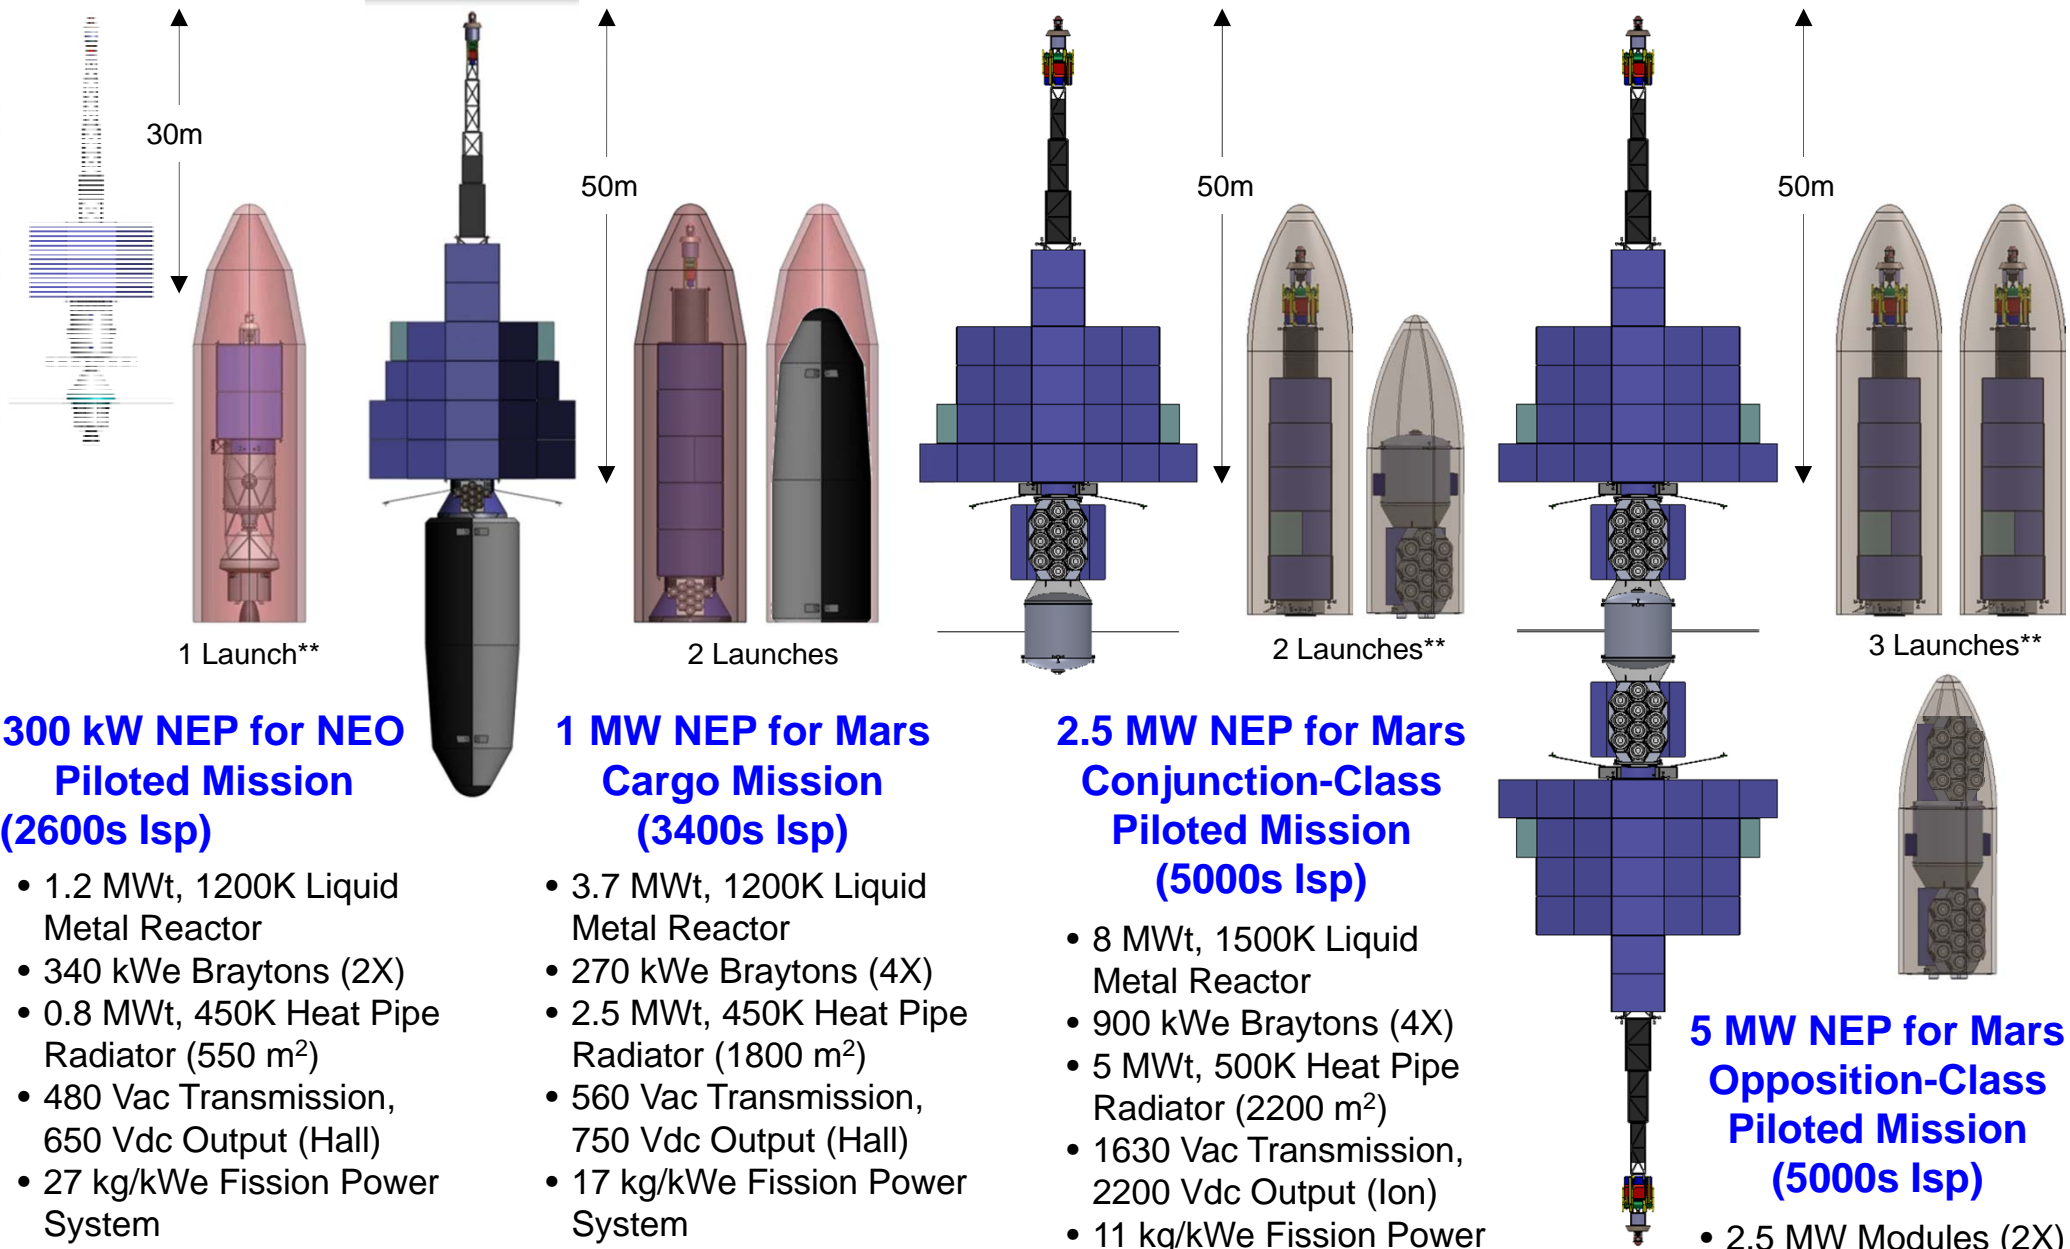 30m
50m
50m
50m
1 Launch**
2 Launches
2 Launches**
3 Launches**
300 kW NEP for NEO
Piloted Mission
(2600s Isp)
• 1.2 MWt, 1200K Liquid
Metal Reactor
• 340 kWe Braytons (2X)
• 0.8 MWt, 450K Heat Pipe
Radiator (550 m²)
• 480 Vac Transmission,
650 Vdc Output (Hall)
• 27 kg/kWe Fission Power
System
1 MW NEP for Mars
Cargo Mission
(3400s Isp)
• 3.7 MWt, 1200K Liquid
Metal Reactor
• 270 kWe Braytons (4X)
• 2.5 MWt, 450K Heat Pipe
Radiator (1800 m²)
• 560 Vac Transmission,
750 Vdc Output (Hall)
• 17 kg/kWe Fission Power
System
2.5 MW NEP for Mars
Conjunction-Class
Piloted Mission
(5000s Isp)
• 8 MWt, 1500K Liquid
Metal Reactor
• 900 kWe Braytons (4X)
• 5 MWt, 500K Heat Pipe
Radiator (2200 m²)
• 1630 Vac Transmission,
2200 Vdc Output (Ion)
• 11 kg/kWe Fission Power
5 MW NEP for Mars
Opposition-Class
Piloted Mission
(5000s Isp)
• 2.5 MW Modules (2X)